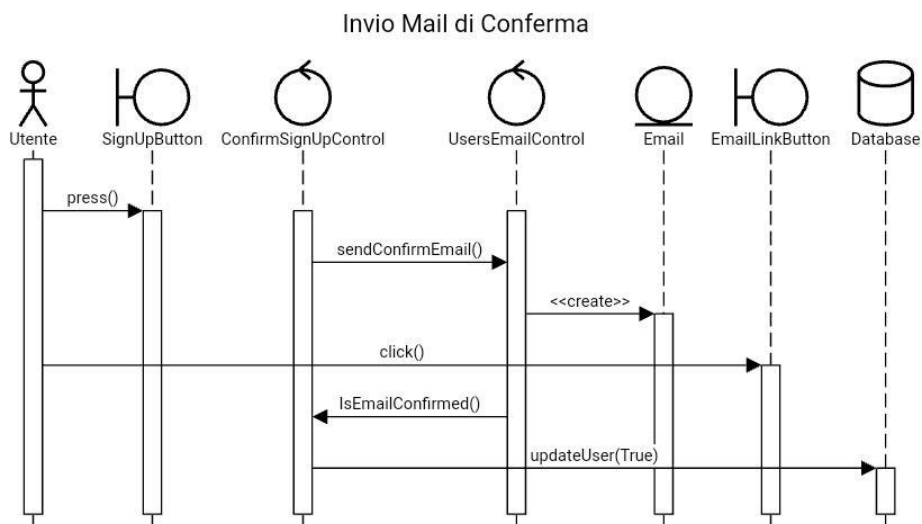 Invio Mail di Conferma
Utente
SignUpButton
ConfirmSignUpControl
UsersEmailControl
Email
EmailLinkButton
Database
press()
sendConfirmEmail()
<<create>>
click()
IsEmailConfirmed()
updateUser(True)